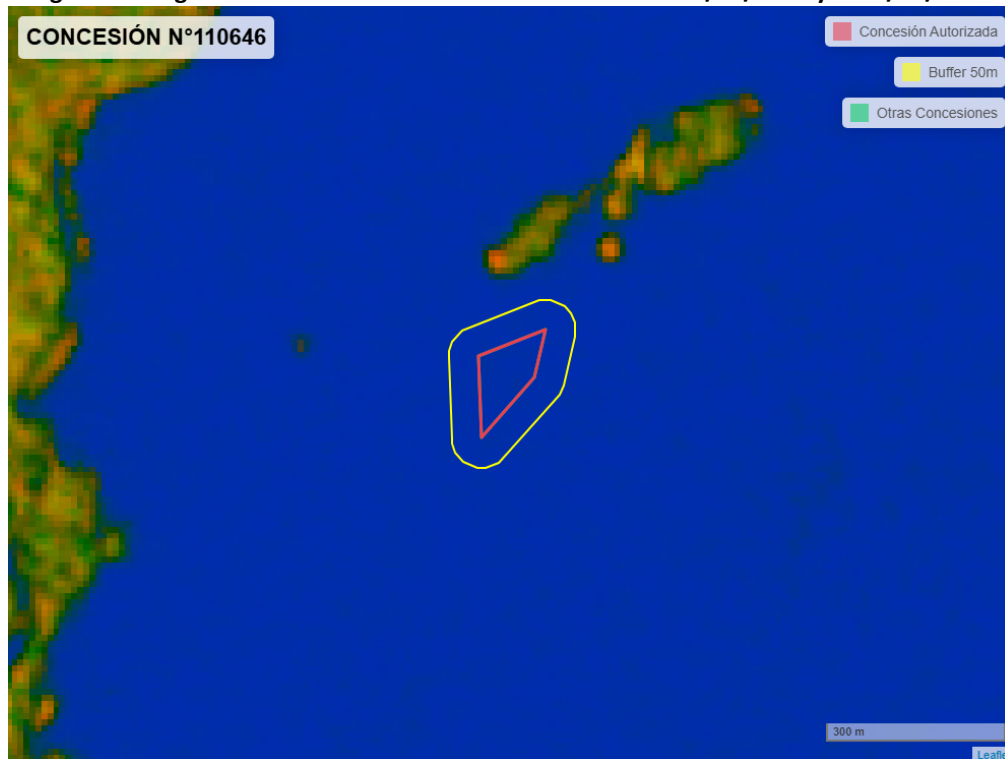 CONCESIÓN N°110646
Concesión Autorizada
Buffer 50m
Otras Concesiones
300 m